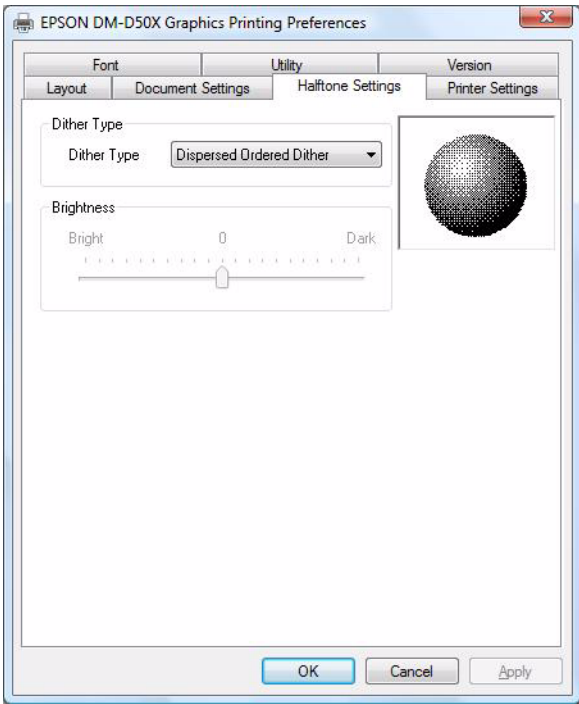 EPSON DM-D50X Graphics Printing Preferences
Font Utility Version
Layout Document Settings Halftone Settings Printer Settings
Dither Type
Dither Type Dispersed Ordered Dither
Brightness
Bright 0 Dark
OK Cancel Apply